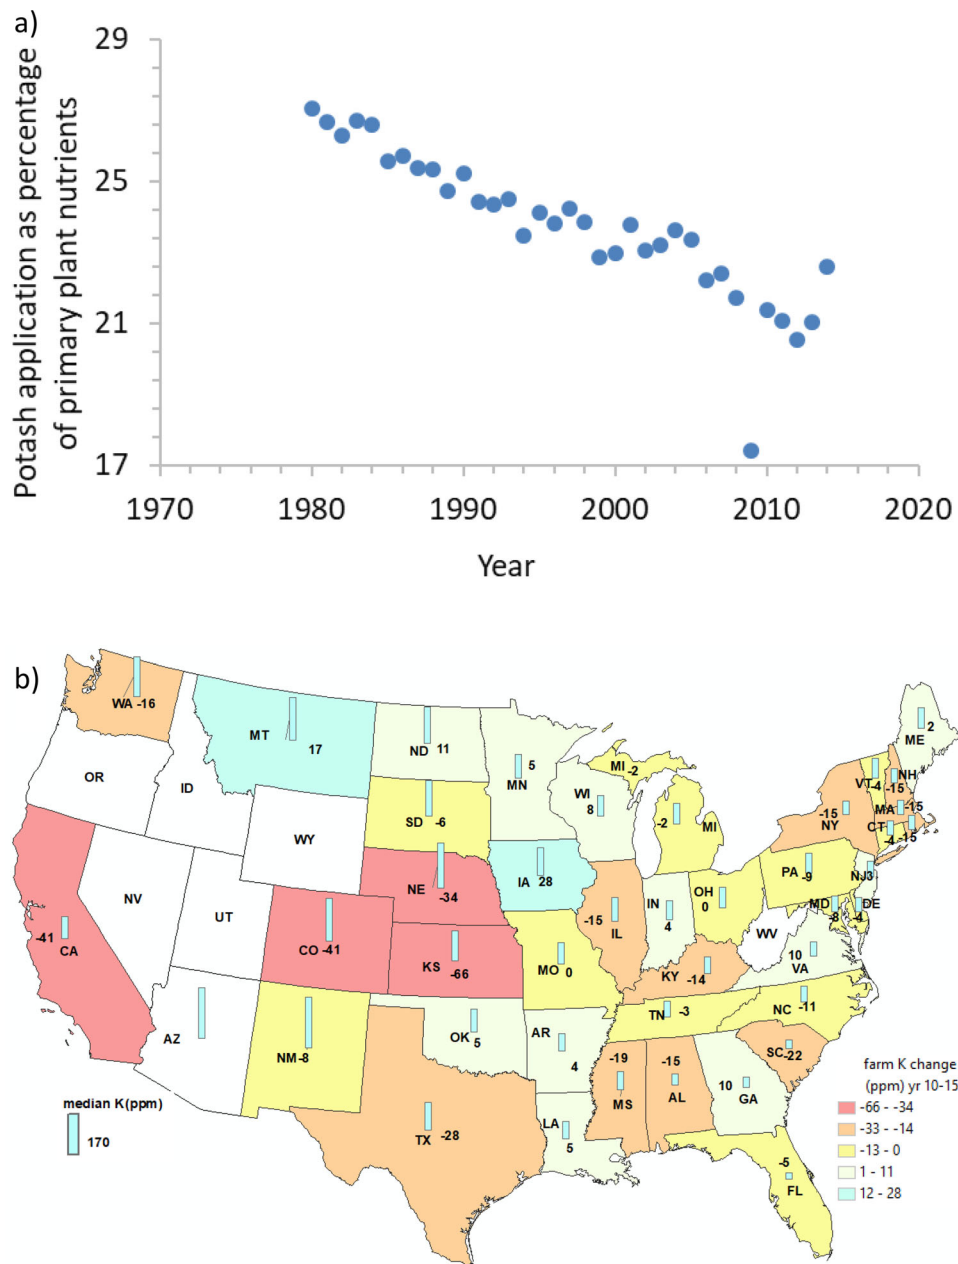 a)
Potash application as percentage
of primary plant nutrients
29
25
21
17
1970 1980 1990 2000 2010 2020
Year
b)
WA -16
MT 17
ND 11
MN 5
OR
ID
WY
SD -6
WI 8
MI -2
-2 MI
ME 2
VT -4
NH -15
MA -15
CT -4
-15
-15 NY
NV
UT
NE -34
IA 28
-41 CA
CO -41
KS -66
MO 0
-15 IL
IN 4
OH 0
PA -9
NJ 3
MD -8
DE -4
WV
10 VA
KY -14
AZ
NM -8
OK 5
AR 4
TN -3
NC -11
SC -22
TX -28
LA 5
-19 MS
-15 AL
10 GA
-5 FL
median K(ppm)
170
farm K change
(ppm) yr 10-15
-66 - -34
-33 - -14
-13 - 0
1 - 11
12 - 28